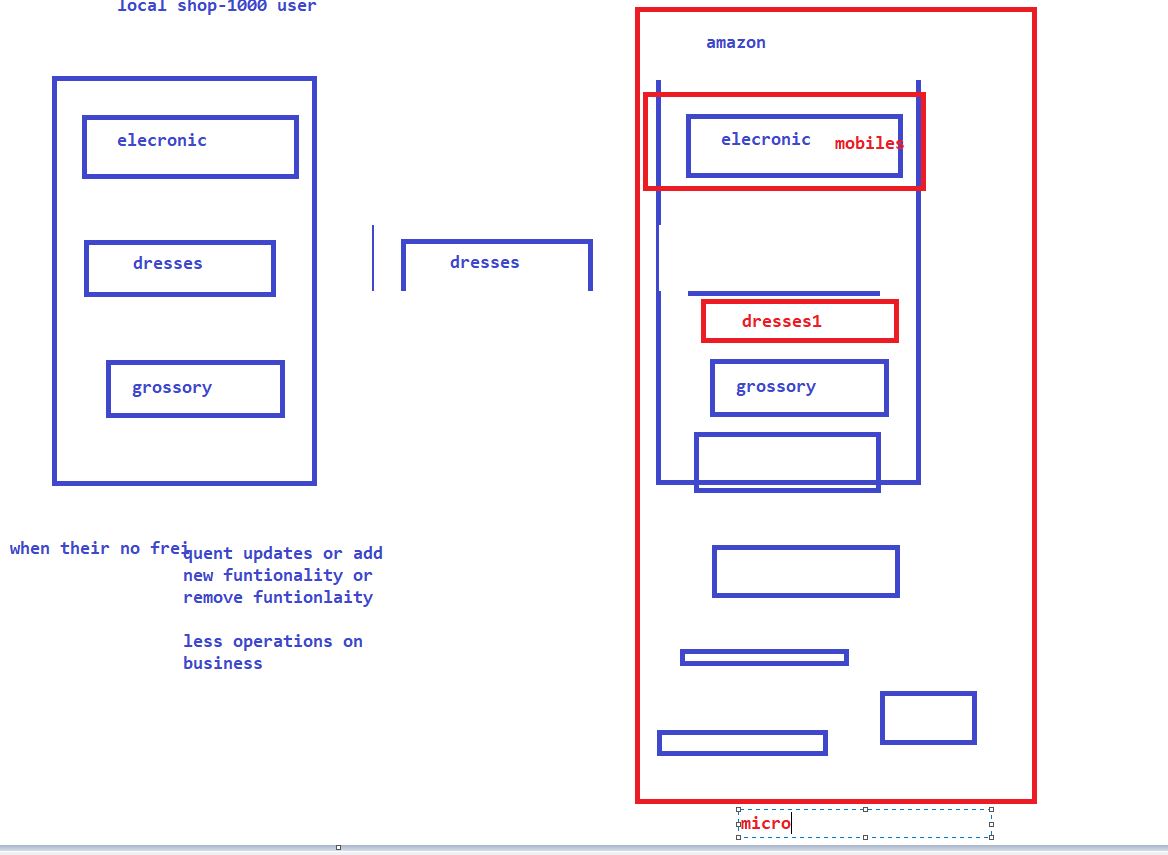 local shop-1000 user
elecronic
dresses
grossory
when their no frei
quent updates or add
new funtionality or
remove funtionlaity
less operations on
business
dresses
amazon
elecronic
mobiles
dresses1
grossory
micro